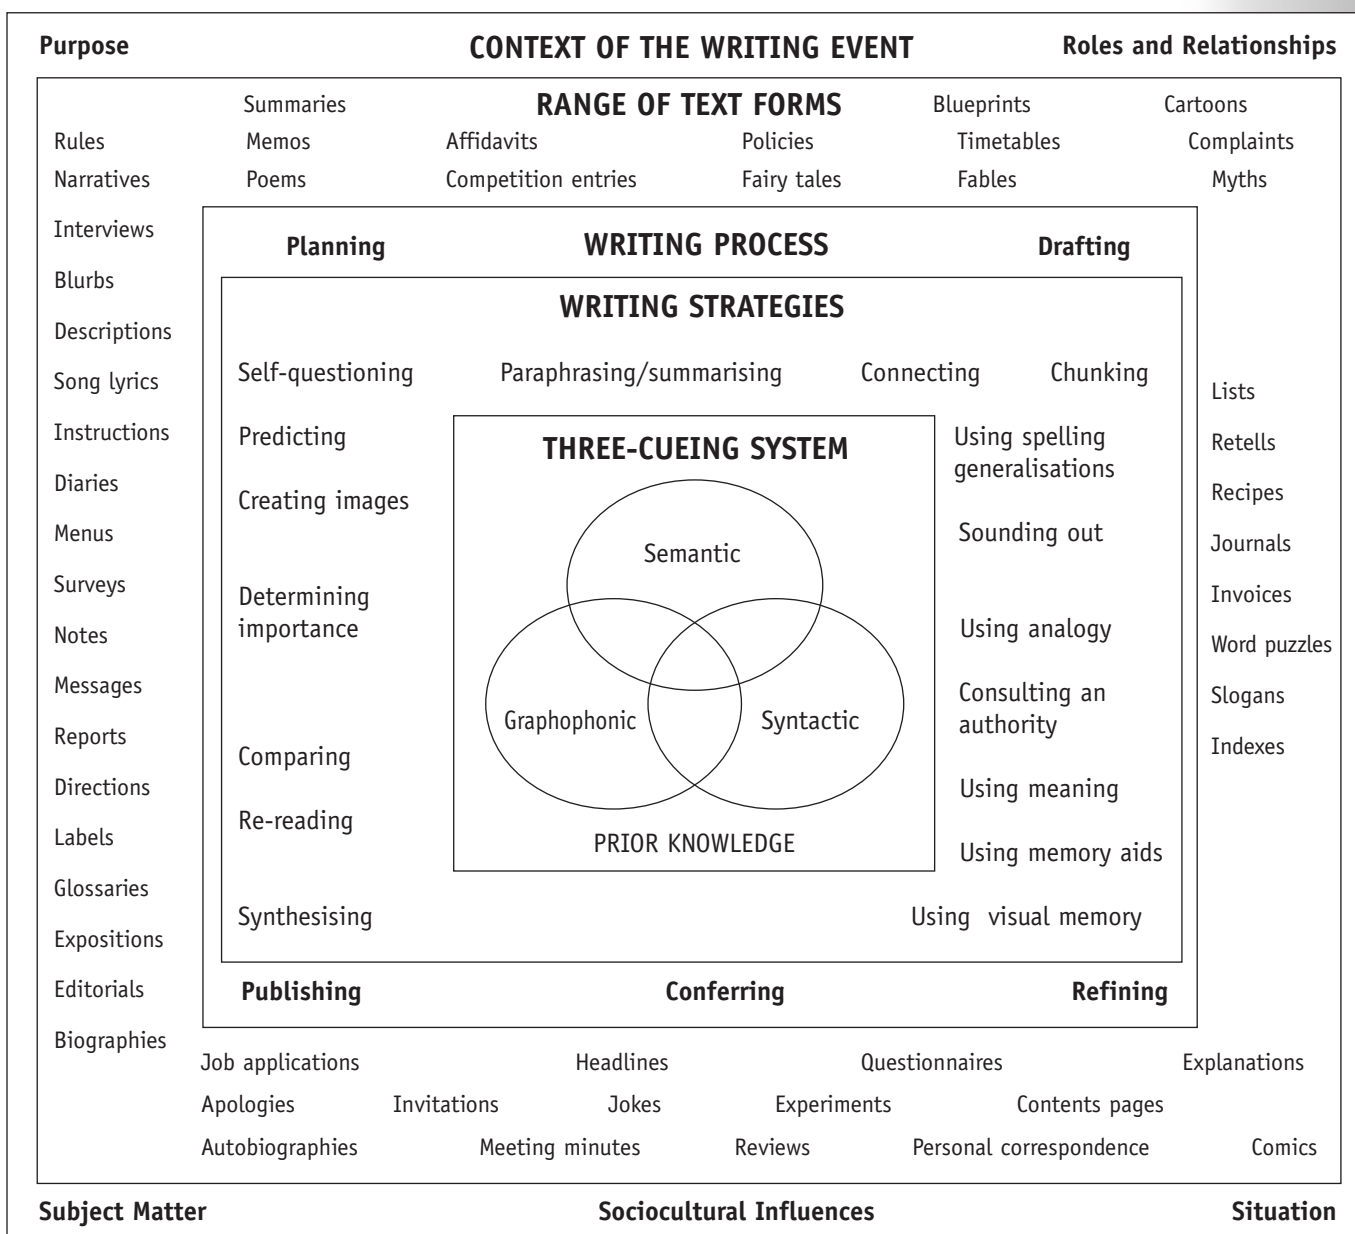 Purpose CONTEXT OF THE WRITING EVENT Roles and Relationships
Summaries RANGE OF TEXT FORMS Blueprints Cartoons
Rules Memos Affidavits Policies Timetables Complaints
Narratives Poems Competition entries Fairy tales Fables Myths
Interviews
Blurbs
Descriptions
Song lyrics
Instructions
Diaries
Menus
Surveys
Notes
Messages
Reports
Directions
Labels
Glossaries
Expositions
Editorials
Biographies
Planning WRITING PROCESS Drafting
WRITING STRATEGIES
Self-questioning Paraphrasing/summarising Connecting Chunking
Predicting
Creating images
Determining
importance
Comparing
Re-reading
Synthesising
THREE-CUEING SYSTEM
Semantic
Graphophonic Syntactic
PRIOR KNOWLEDGE
Using spelling
generalisations
Sounding out
Using analogy
Consulting an
authority
Using meaning
Using memory aids
Using visual memory
Publishing Conferring Refining
Lists
Retells
Recipes
Journals
Invoices
Word puzzles
Slogans
Indexes
Job applications Headlines Questionnaires Explanations
Apologies Invitations Jokes Experiments Contents pages
Autobiographies Meeting minutes Reviews Personal correspondence Comics
Subject Matter Sociocultural Influences Situation